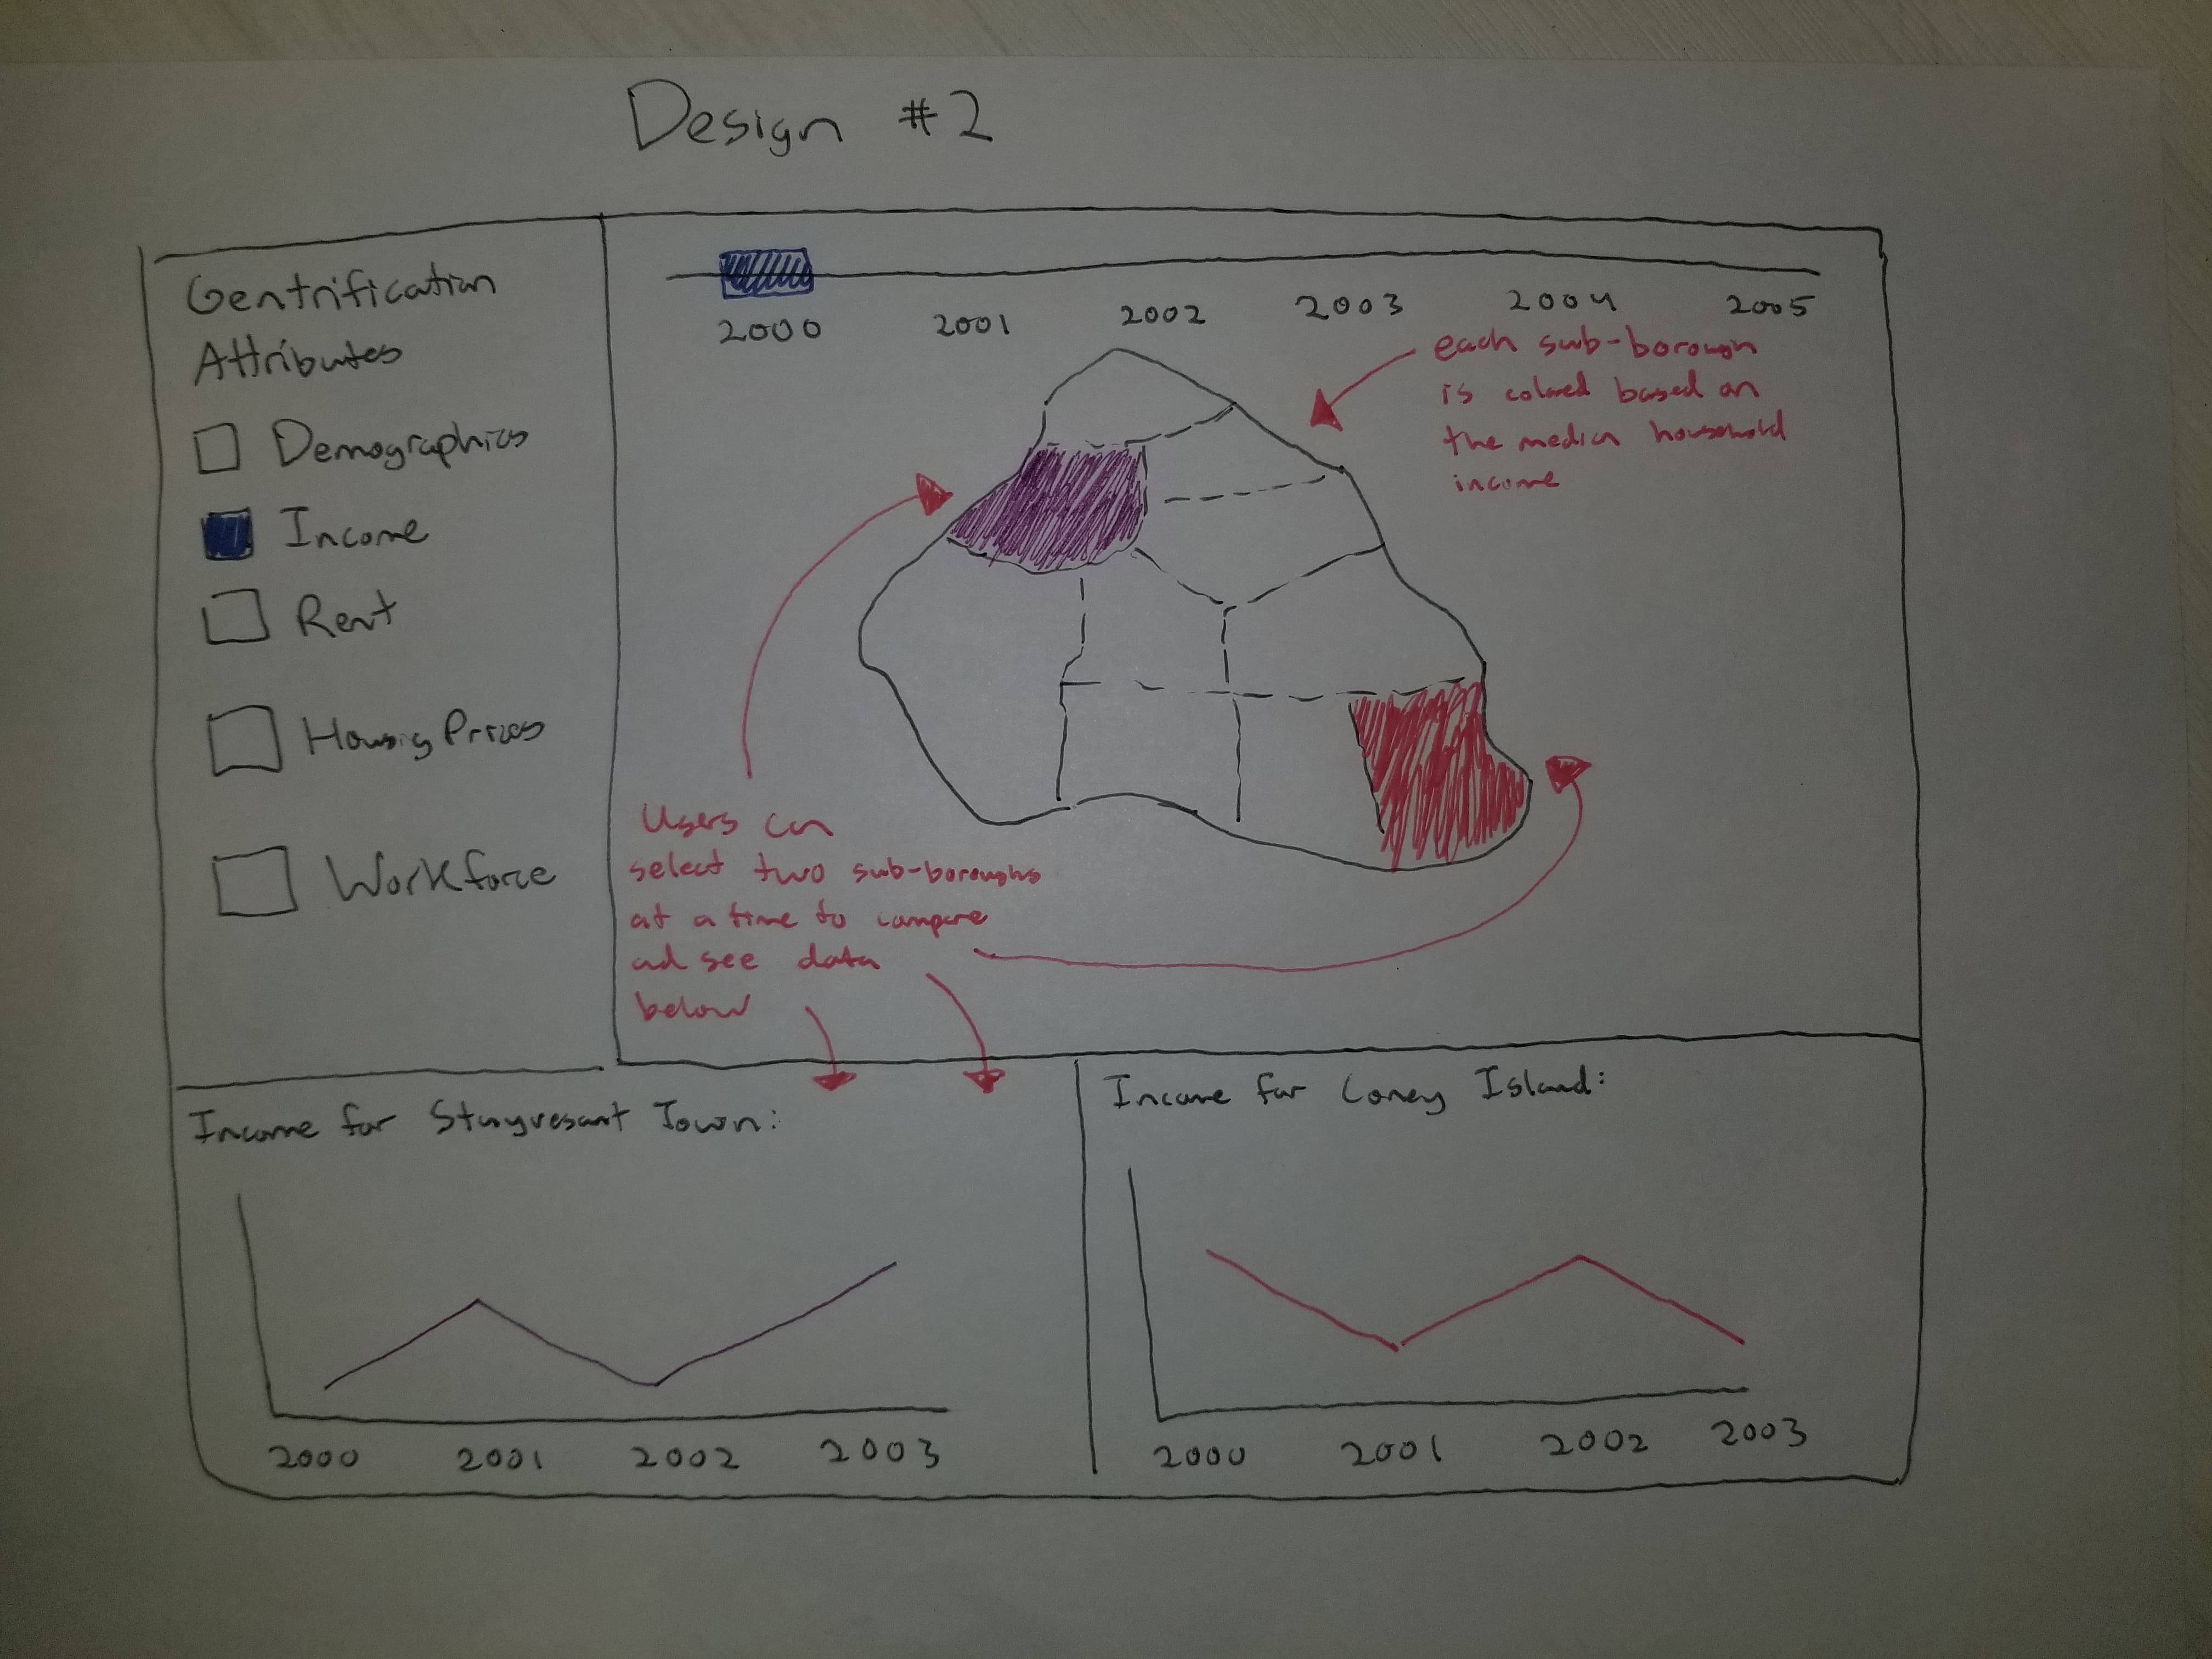 Design #2
Gentrification
Attributes
Demographics
Income
Rent
Housing Prices
Workforce
2000 2001 2002 2003 2004 2005
each sub-borough
is colored based on
the median household
income
Users can
select two sub-boroughs
at a time to compare
ad see data
below
Income for Stuyvesant Town:
2000 2001 2002 2003
Income for Coney Island:
2000 2001 2002 2003